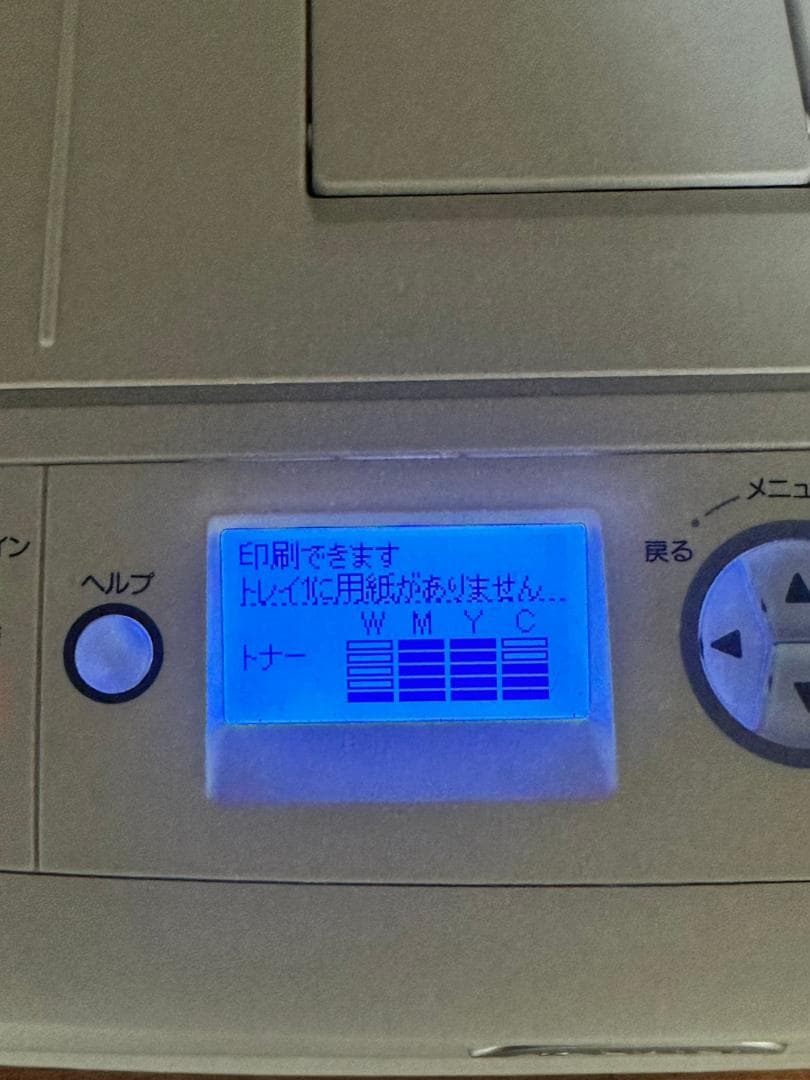 メニュ
イン
戻る
ヘルプ
印刷できます
トレイ1に用紙がありません...
W M Y C
トナー